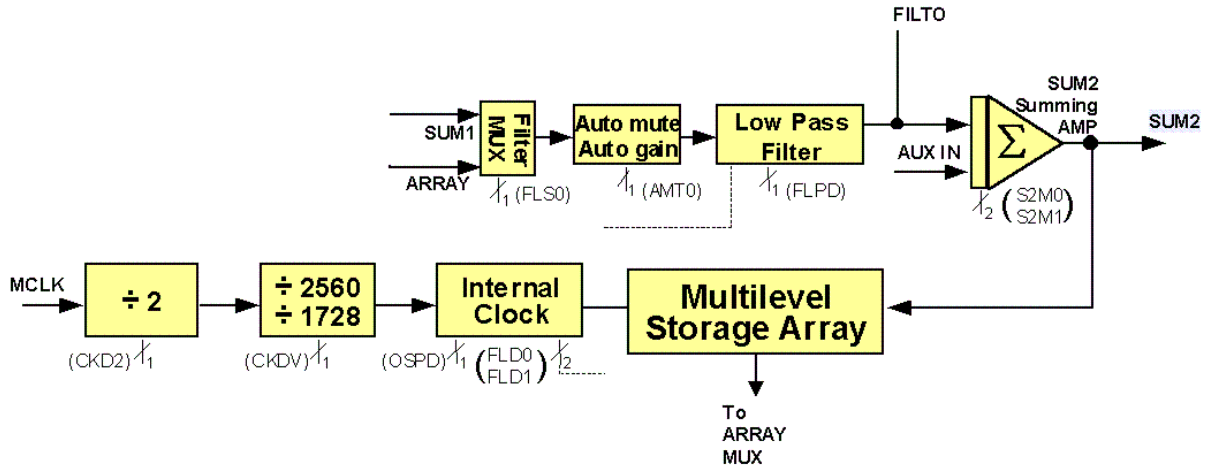 FILTO
SUM2
Summing
AMP
SUM2
SUM1
ARRAY
Filter
MUX
Auto mute
Auto gain
Low Pass
Filter
AUX IN
Σ
1 (FLS0)
1 (AMT0)
1 (FLPD)
2 (S2M0
S2M1)
MCLK
÷ 2
÷ 2560
÷ 1728
Internal
Clock
Multilevel
Storage Array
(CKD2) 1
(CKDV) 1
(OSPD) 1
(FLD0
FLD1) 2
To
ARRAY
MUX